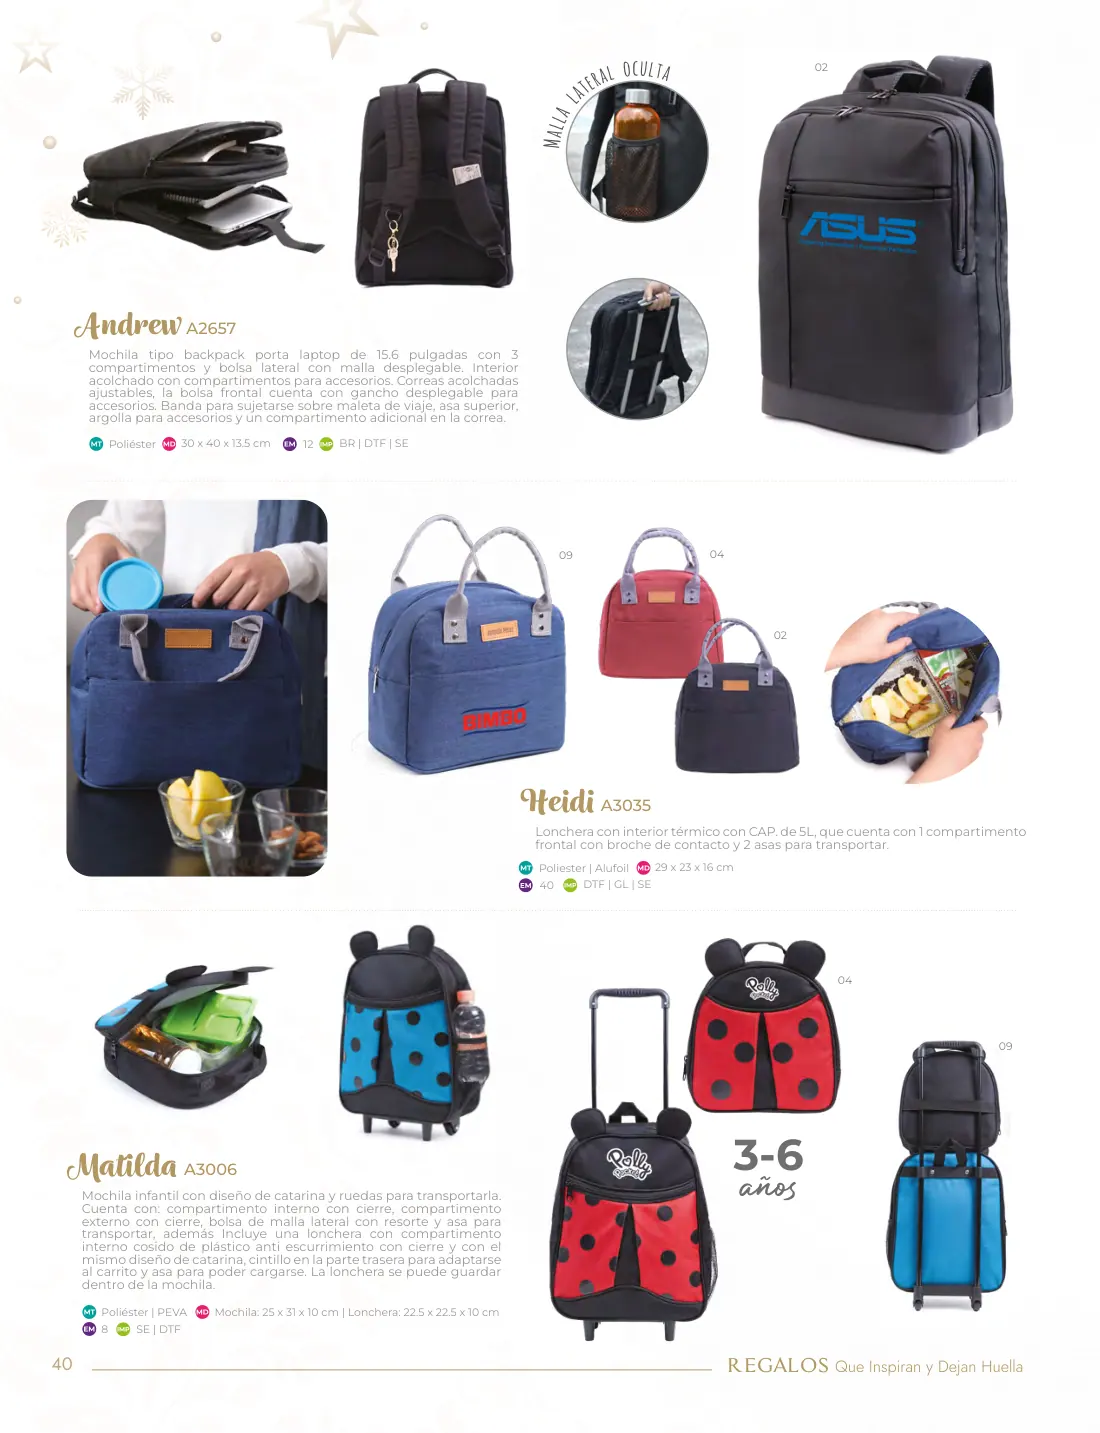 MALLA LATERAL OCULTA
02
ASUS
Andrew A2657
Mochila tipo backpack porta laptop de 15.6 pulgadas con 3
compartimentos y bolsa lateral con malla desplegable. Interior
acolchado con compartimentos para accesorios. Correas acolchadas
ajustables, la bolsa frontal cuenta con gancho desplegable para
accesorios. Banda para sujetarse sobre maleta de viaje, asa superior,
argolla para accesorios y un compartimento adicional en la correa.
MT Poliéster MD 30 x 40 x 13.5 cm EM 12 IMP BR | DTF | SE
09
04
02
BIMBO
Heidi A3035
Lonchera con interior térmico con CAP. de 5L, que cuenta con 1 compartimento
frontal con broche de contacto y 2 asas para transportar.
MT Poliester | Alufoil MD 29 x 23 x 16 cm
EM 40 IMP DTF | GL | SE
04
Polly Pocket
09
Polly Pocket
3-6
años
Matilda A3006
Mochila infantil con diseño de catarina y ruedas para transportarla.
Cuenta con: compartimento interno con cierre, compartimento
externo con cierre, bolsa de malla lateral con resorte y asa para
transportar, además Incluye una lonchera con compartimento
interno cosido de plástico anti escurrimiento con cierre y con el
mismo diseño de catarina, cintillo en la parte trasera para adaptarse
al carrito y asa para poder cargarse. La lonchera se puede guardar
dentro de la mochila.
MT Poliéster | PEVA MD Mochila: 25 x 31 x 10 cm | Lonchera: 22.5 x 22.5 x 10 cm
EM 8 IMP SE | DTF
40
REGALOS Que Inspiran y Dejan Huella